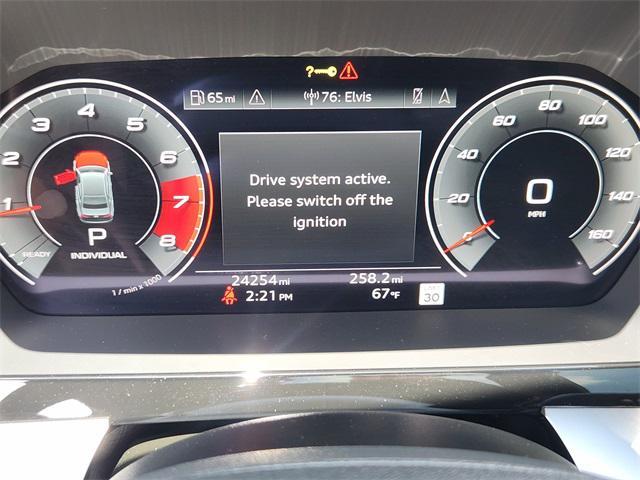 ?
65 mi 76: Elvis
1 2 3 4 5 6 7 8
READY
P
INDIVIDUAL
1 / min x 1000
Drive system active.
Please switch off the
ignition
0 20 40 60 80 100 120 140 160
0
MPH
24254 mi 258.2 mi
2:21 PM 67°F
30